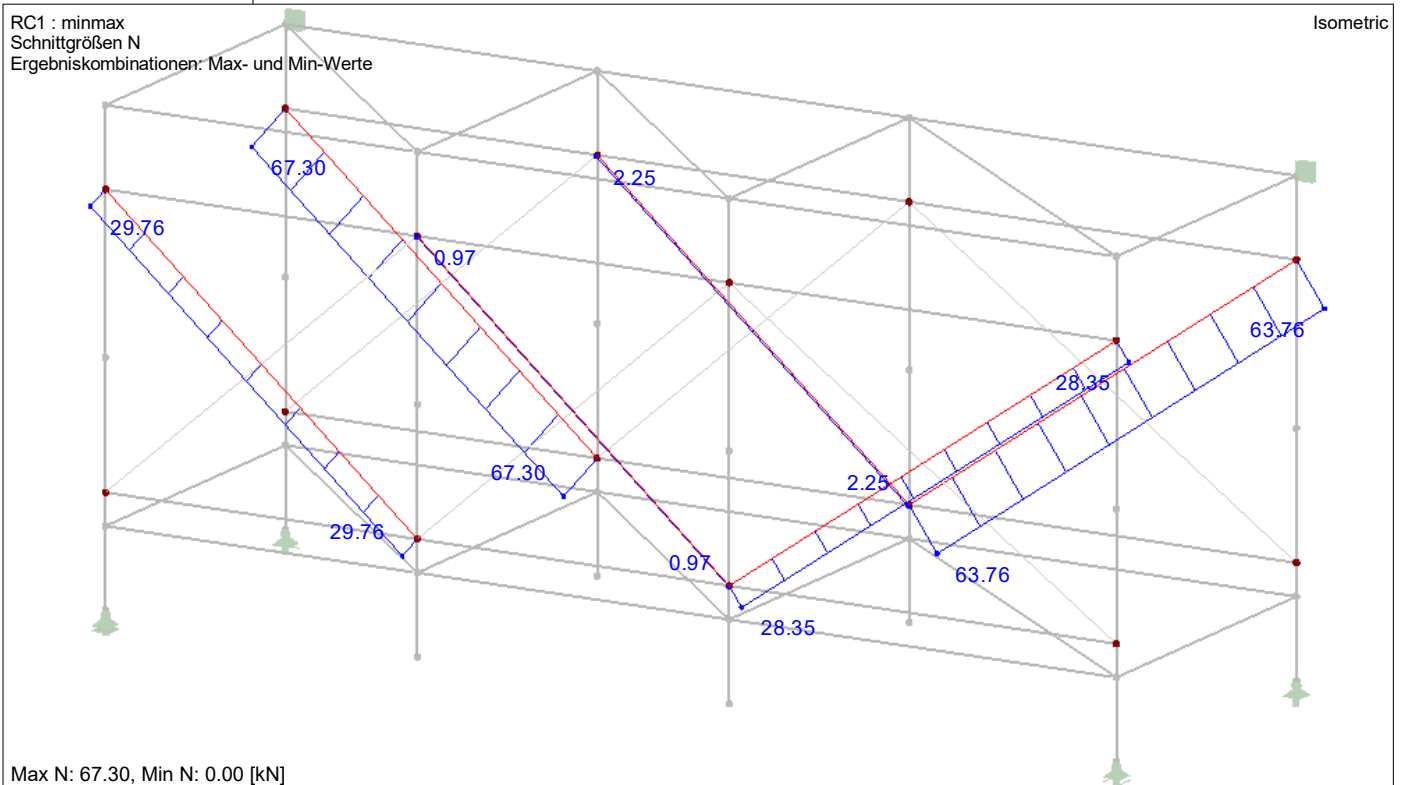 RC1 : minmax
Isometric
Schnittgrößen N
Ergebniskombinationen: Max- und Min-Werte
67.30
2.25
29.76
0.97
63.76
28.35
67.30
2.25
29.76
0.97
63.76
28.35
Max N: 67.30, Min N: 0.00 [kN]